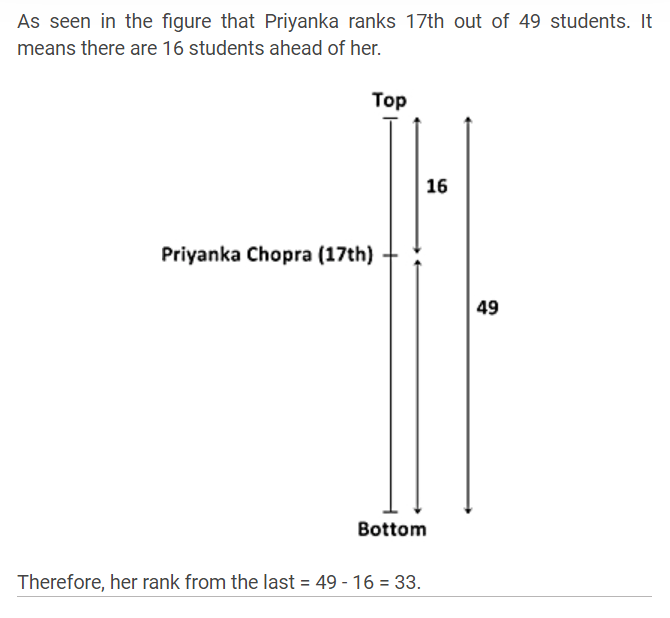 As seen in the figure that Priyanka ranks 17th out of 49 students. It
means there are 16 students ahead of her.
Top
16
Priyanka Chopra (17th)
49
Bottom
Therefore, her rank from the last = 49 - 16 = 33.